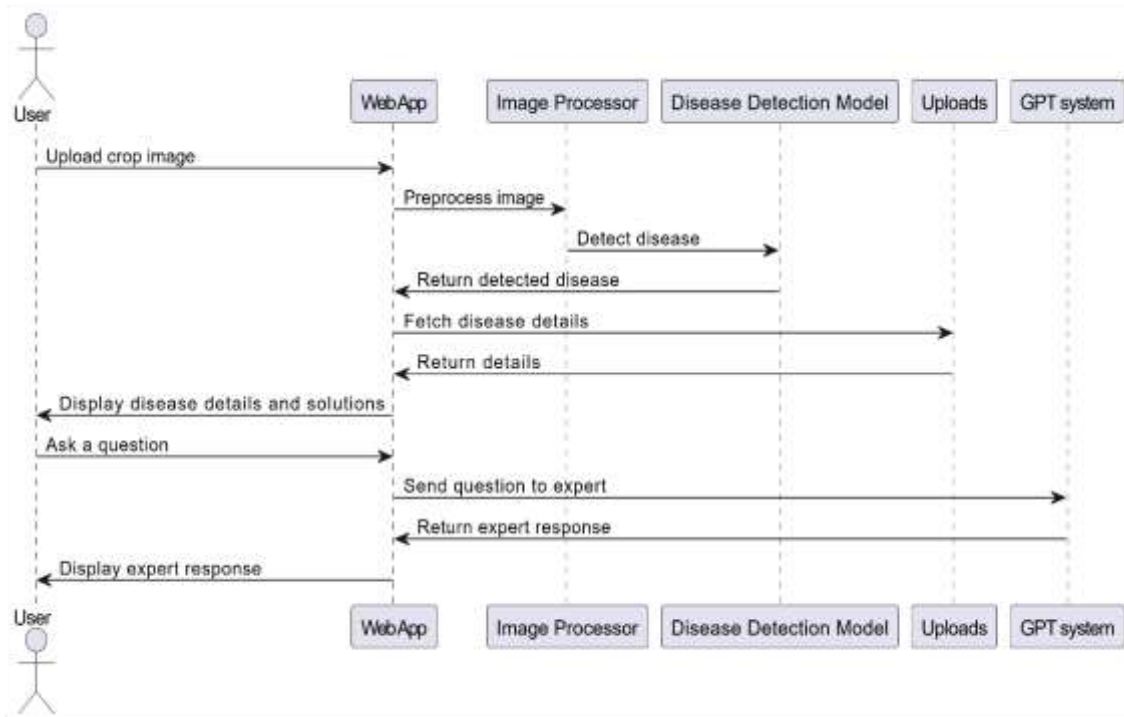 User
WebApp
Image Processor
Disease Detection Model
Uploads
GPT system
Upload crop image
Preprocess image
Detect disease
Return detected disease
Fetch disease details
Return details
Display disease details and solutions
Ask a question
Send question to expert
Return expert response
Display expert response
User
WebApp
Image Processor
Disease Detection Model
Uploads
GPT system